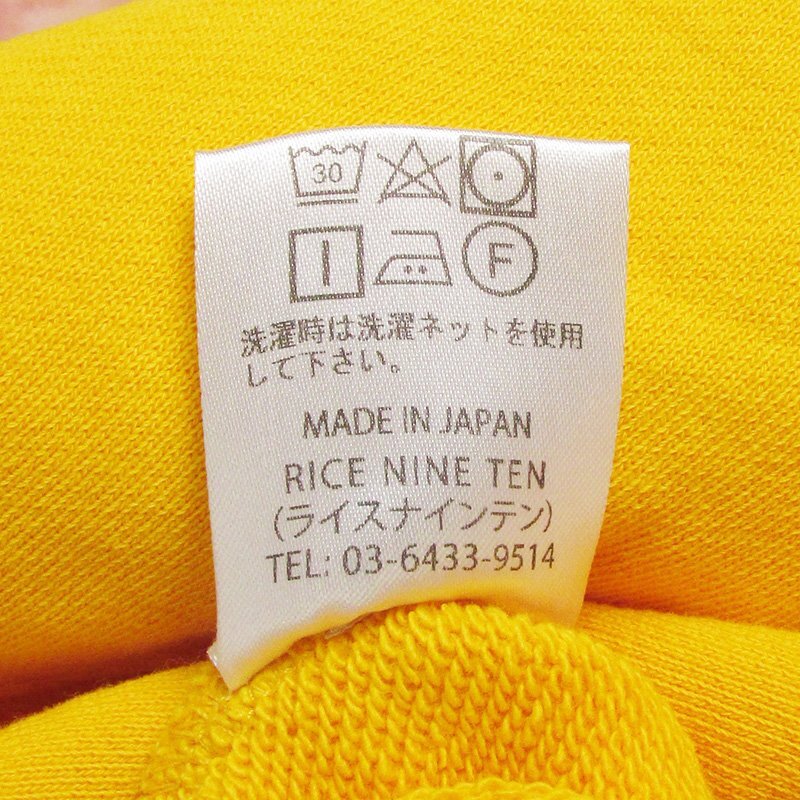 30
F
洗濯時は洗濯ネットを使用
して下さい。
MADE IN JAPAN
RICE NINE TEN
(ライスナインテン)
TEL: 03-6433-9514